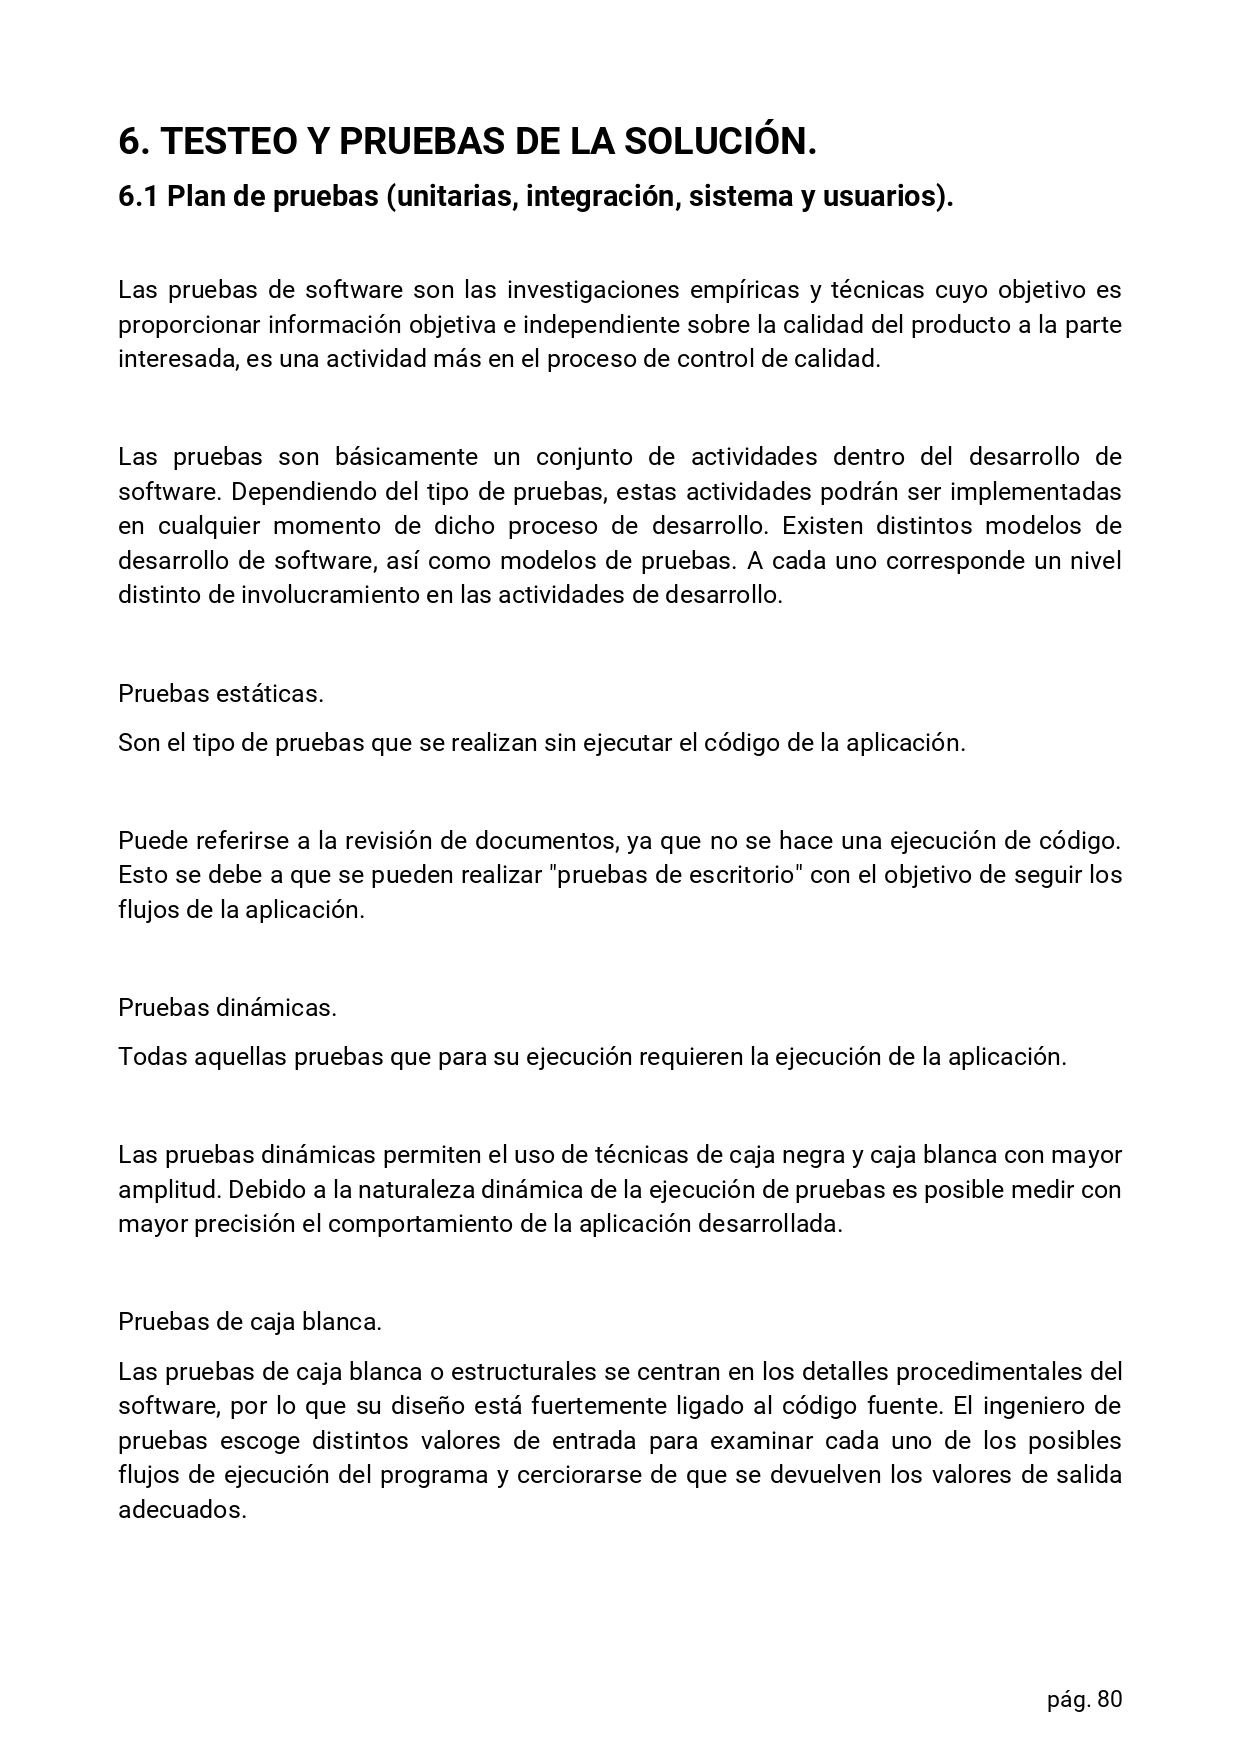 6. TESTEO Y PRUEBAS DE LA SOLUCIÓN.
6.1 Plan de pruebas (unitarias, integración, sistema y usuarios).
Las pruebas de software son las investigaciones empíricas y técnicas cuyo objetivo es
proporcionar información objetiva e independiente sobre la calidad del producto a la parte
interesada, es una actividad más en el proceso de control de calidad.
Las pruebas son básicamente un conjunto de actividades dentro del desarrollo de
software. Dependiendo del tipo de pruebas, estas actividades podrán ser implementadas
en cualquier momento de dicho proceso de desarrollo. Existen distintos modelos de
desarrollo de software, así como modelos de pruebas. A cada uno corresponde un nivel
distinto de involucramiento en las actividades de desarrollo.
Pruebas estáticas.
Son el tipo de pruebas que se realizan sin ejecutar el código de la aplicación.
Puede referirse a la revisión de documentos, ya que no se hace una ejecución de código.
Esto se debe a que se pueden realizar "pruebas de escritorio" con el objetivo de seguir los
flujos de la aplicación.
Pruebas dinámicas.
Todas aquellas pruebas que para su ejecución requieren la ejecución de la aplicación.
Las pruebas dinámicas permiten el uso de técnicas de caja negra y caja blanca con mayor
amplitud. Debido a la naturaleza dinámica de la ejecución de pruebas es posible medir con
mayor precisión el comportamiento de la aplicación desarrollada.
Pruebas de caja blanca.
Las pruebas de caja blanca o estructurales se centran en los detalles procedimentales del
software, por lo que su diseño está fuertemente ligado al código fuente. El ingeniero de
pruebas escoge distintos valores de entrada para examinar cada uno de los posibles
flujos de ejecución del programa y cerciorarse de que se devuelven los valores de salida
adecuados.
pág. 80